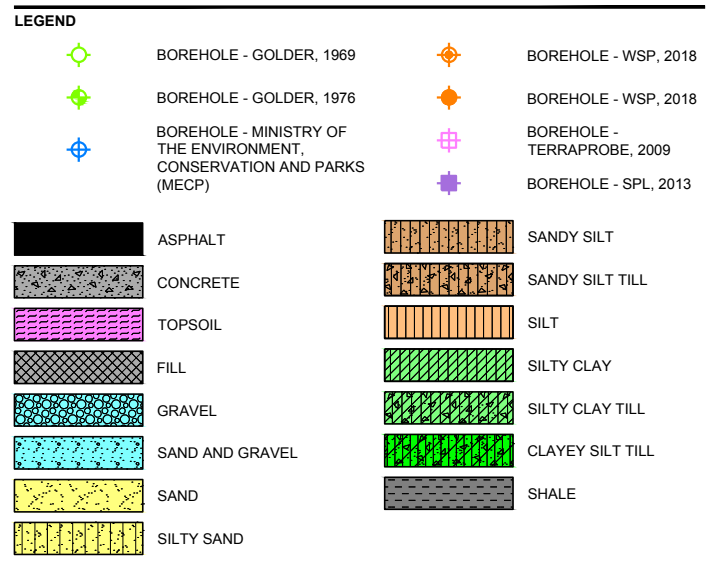 LEGEND
BOREHOLE - GOLDER, 1969
BOREHOLE - GOLDER, 1976
BOREHOLE - MINISTRY OF
THE ENVIRONMENT,
CONSERVATION AND PARKS
(MECP)
BOREHOLE - WSP, 2018
BOREHOLE - WSP, 2018
BOREHOLE -
TERRAPROBE, 2009
BOREHOLE - SPL, 2013
ASPHALT
CONCRETE
TOPSOIL
FILL
GRAVEL
SAND AND GRAVEL
SAND
SILTY SAND
SANDY SILT
SANDY SILT TILL
SILT
SILTY CLAY
SILTY CLAY TILL
CLAYEY SILT TILL
SHALE